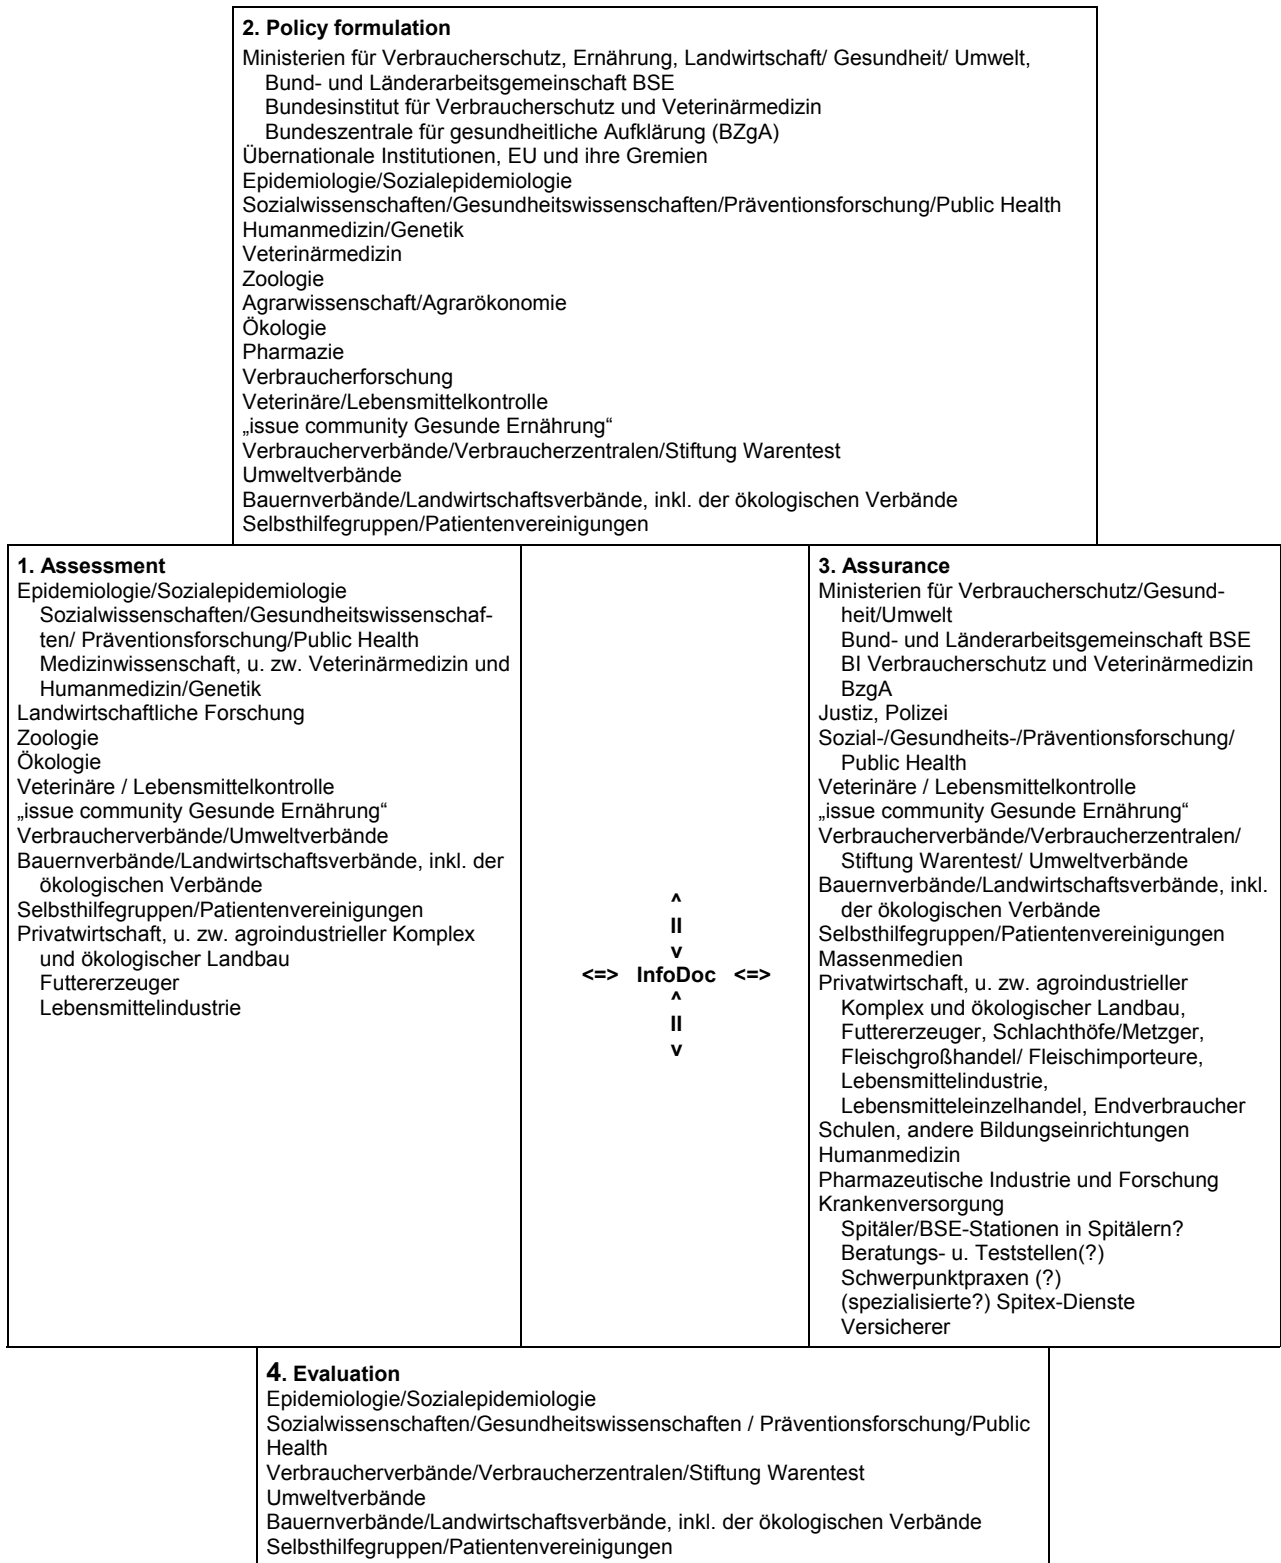 2. Policy formulation
Ministerien für Verbraucherschutz, Ernährung, Landwirtschaft/ Gesundheit/ Umwelt,
Bund- und Länderarbeitsgemeinschaft BSE
Bundesinstitut für Verbraucherschutz und Veterinärmedizin
Bundeszentrale für gesundheitliche Aufklärung (BZgA)
Übernationale Institutionen, EU und ihre Gremien
Epidemiologie/Sozialepidemiologie
Sozialwissenschaften/Gesundheitswissenschaften/Präventionsforschung/Public Health
Humanmedizin/Genetik
Veterinärmedizin
Zoologie
Agrarwissenschaft/Agrarökonomie
Ökologie
Pharmazie
Verbraucherforschung
Veterinäre/Lebensmittelkontrolle
„issue community Gesunde Ernährung“
Verbraucherverbände/Verbraucherzentralen/Stiftung Warentest
Umweltverbände
Bauernverbände/Landwirtschaftsverbände, inkl. der ökologischen Verbände
Selbsthilfegruppen/Patientenvereinigungen
1. Assessment
Epidemiologie/Sozialepidemiologie
Sozialwissenschaften/Gesundheitswissenschaf-
ten/ Präventionsforschung/Public Health
Medizinwissenschaft, u. zw. Veterinärmedizin und
Humanmedizin/Genetik
Landwirtschaftliche Forschung
Zoologie
Ökologie
Veterinäre / Lebensmittelkontrolle
„issue community Gesunde Ernährung“
Verbraucherverbände/Umweltverbände
Bauernverbände/Landwirtschaftsverbände, inkl. der
ökologischen Verbände
Selbsthilfegruppen/Patientenvereinigungen
Privatwirtschaft, u. zw. agroindustrieller Komplex
und ökologischer Landbau
Futtererzeuger
Lebensmittelindustrie
^
II
v
<=> InfoDoc <=>
^
II
v
3. Assurance
Ministerien für Verbraucherschutz/Gesund-
heit/Umwelt
Bund- und Länderarbeitsgemeinschaft BSE
BI Verbraucherschutz und Veterinärmedizin
BzgA
Justiz, Polizei
Sozial-/Gesundheits-/Präventionsforschung/
Public Health
Veterinäre / Lebensmittelkontrolle
„issue community Gesunde Ernährung“
Verbraucherverbände/Verbraucherzentralen/
Stiftung Warentest/ Umweltverbände
Bauernverbände/Landwirtschaftsverbände, inkl.
der ökologischen Verbände
Selbsthilfegruppen/Patientenvereinigungen
Massenmedien
Privatwirtschaft, u. zw. agroindustrieller
Komplex und ökologischer Landbau,
Futtererzeuger, Schlachthöfe/Metzger,
Fleischgroßhandel/ Fleischimporteure,
Lebensmittelindustrie,
Lebensmitteleinzelhandel, Endverbraucher
Schulen, andere Bildungseinrichtungen
Humanmedizin
Pharmazeutische Industrie und Forschung
Krankenversorgung
Spitäler/BSE-Stationen in Spitälern?
Beratungs- u. Teststellen(?)
Schwerpunktpraxen (?)
(spezialisierte?) Spitex-Dienste
Versicherer
4. Evaluation
Epidemiologie/Sozialepidemiologie
Sozialwissenschaften/Gesundheitswissenschaften / Präventionsforschung/Public
Health
Verbraucherverbände/Verbraucherzentralen/Stiftung Warentest
Umweltverbände
Bauernverbände/Landwirtschaftsverbände, inkl. der ökologischen Verbände
Selbsthilfegruppen/Patientenvereinigungen